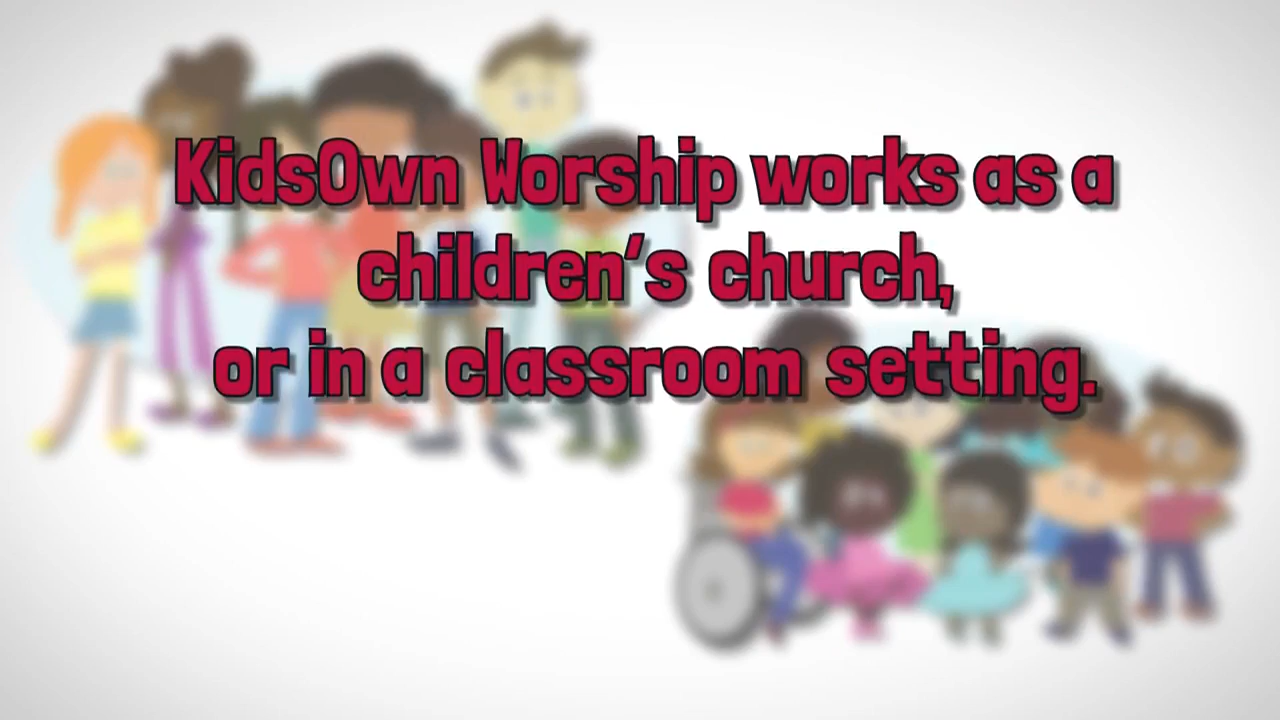 KidsOwn Worship works as a
children's church,
or in a classroom setting.